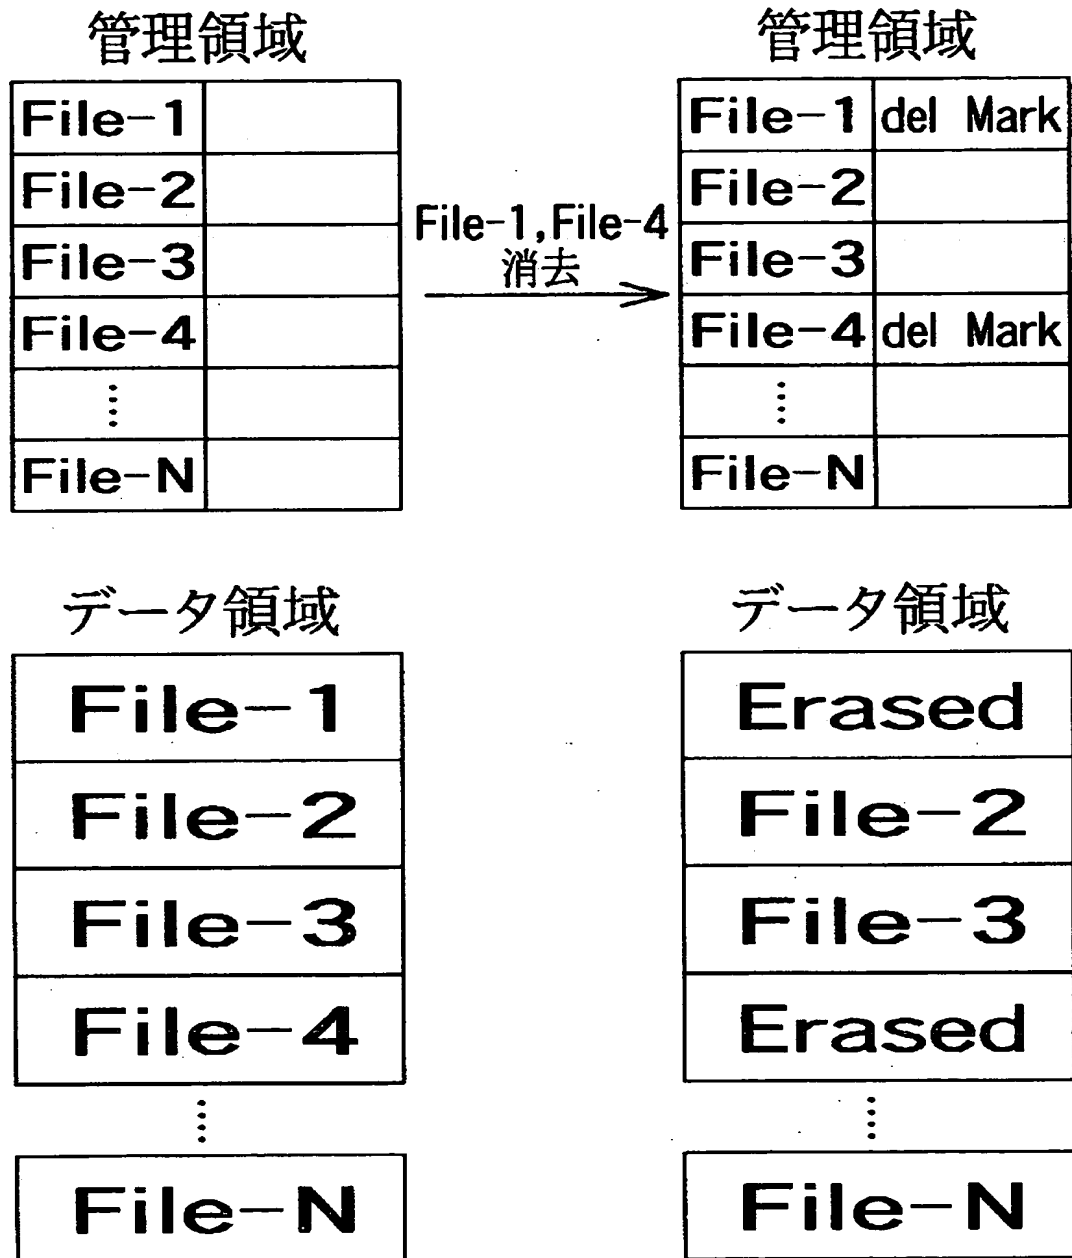 管理領域
File-1
File-2
File-3
File-4
⋮
File-N
File-1,File-4
消去
管理領域
File-1 del Mark
File-2
File-3
File-4 del Mark
⋮
File-N
データ領域
File-1
File-2
File-3
File-4
⋮
File-N
データ領域
Erased
File-2
File-3
Erased
⋮
File-N